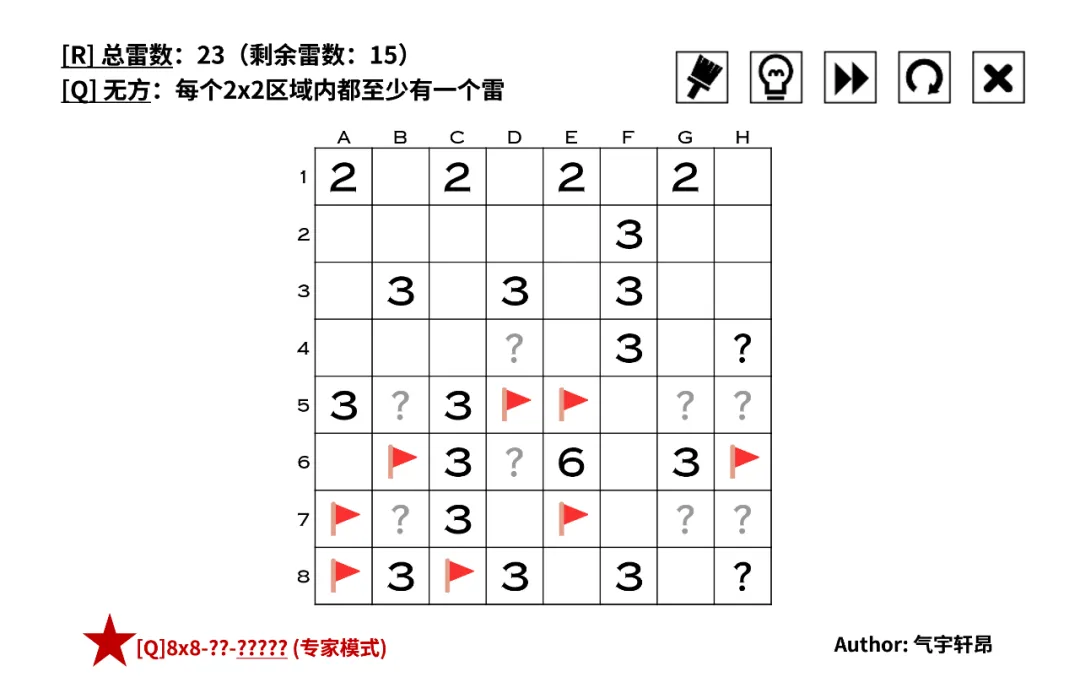 [R] 总雷数：23（剩余雷数：15）
[Q] 无方：每个2x2区域内都至少有一个雷
A B C D E F G H
1 2 2 2 2
2 3
3 3 3 3
4 ? 3 ?
5 3 ? 3 ? ?
6 3 ? 6 3
7 ? 3 ? ?
8 3 3 3 ?
[Q]8x8-??-????? (专家模式)
Author: 气宇轩昂